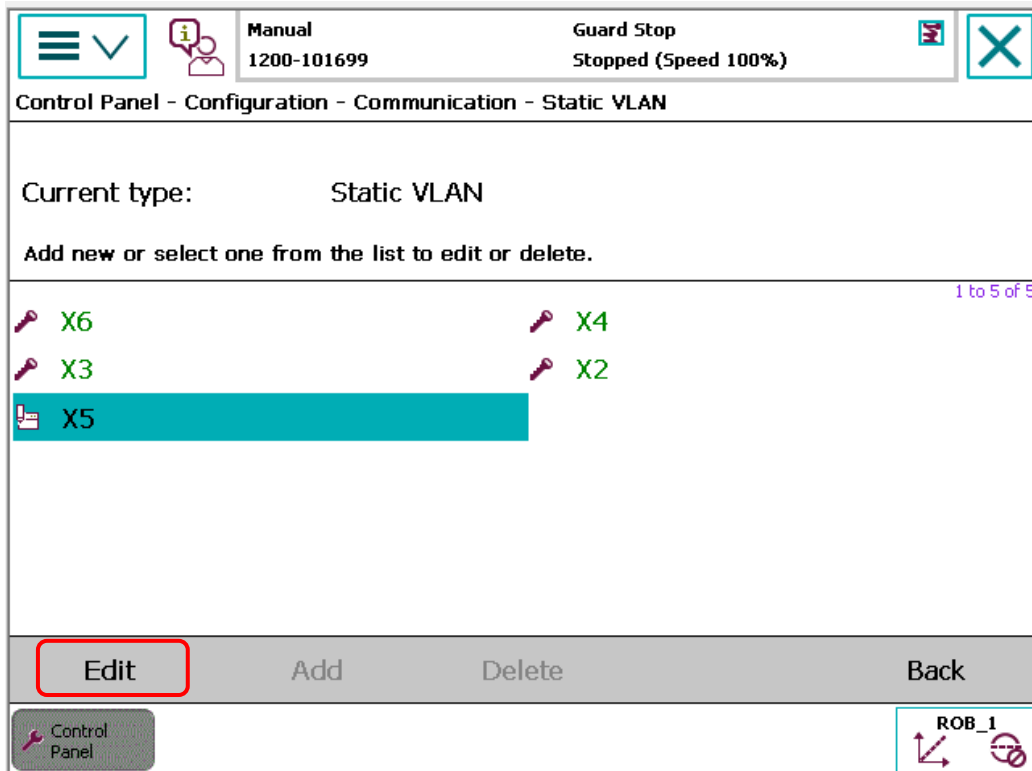 Manual
1200-101699
Guard Stop
Stopped (Speed 100%)
Control Panel - Configuration - Communication - Static VLAN
Current type: Static VLAN
Add new or select one from the list to edit or delete.
1 to 5 of 5
X6 X4
X3 X2
X5
Edit Add Delete Back
Control
Panel
ROB_1